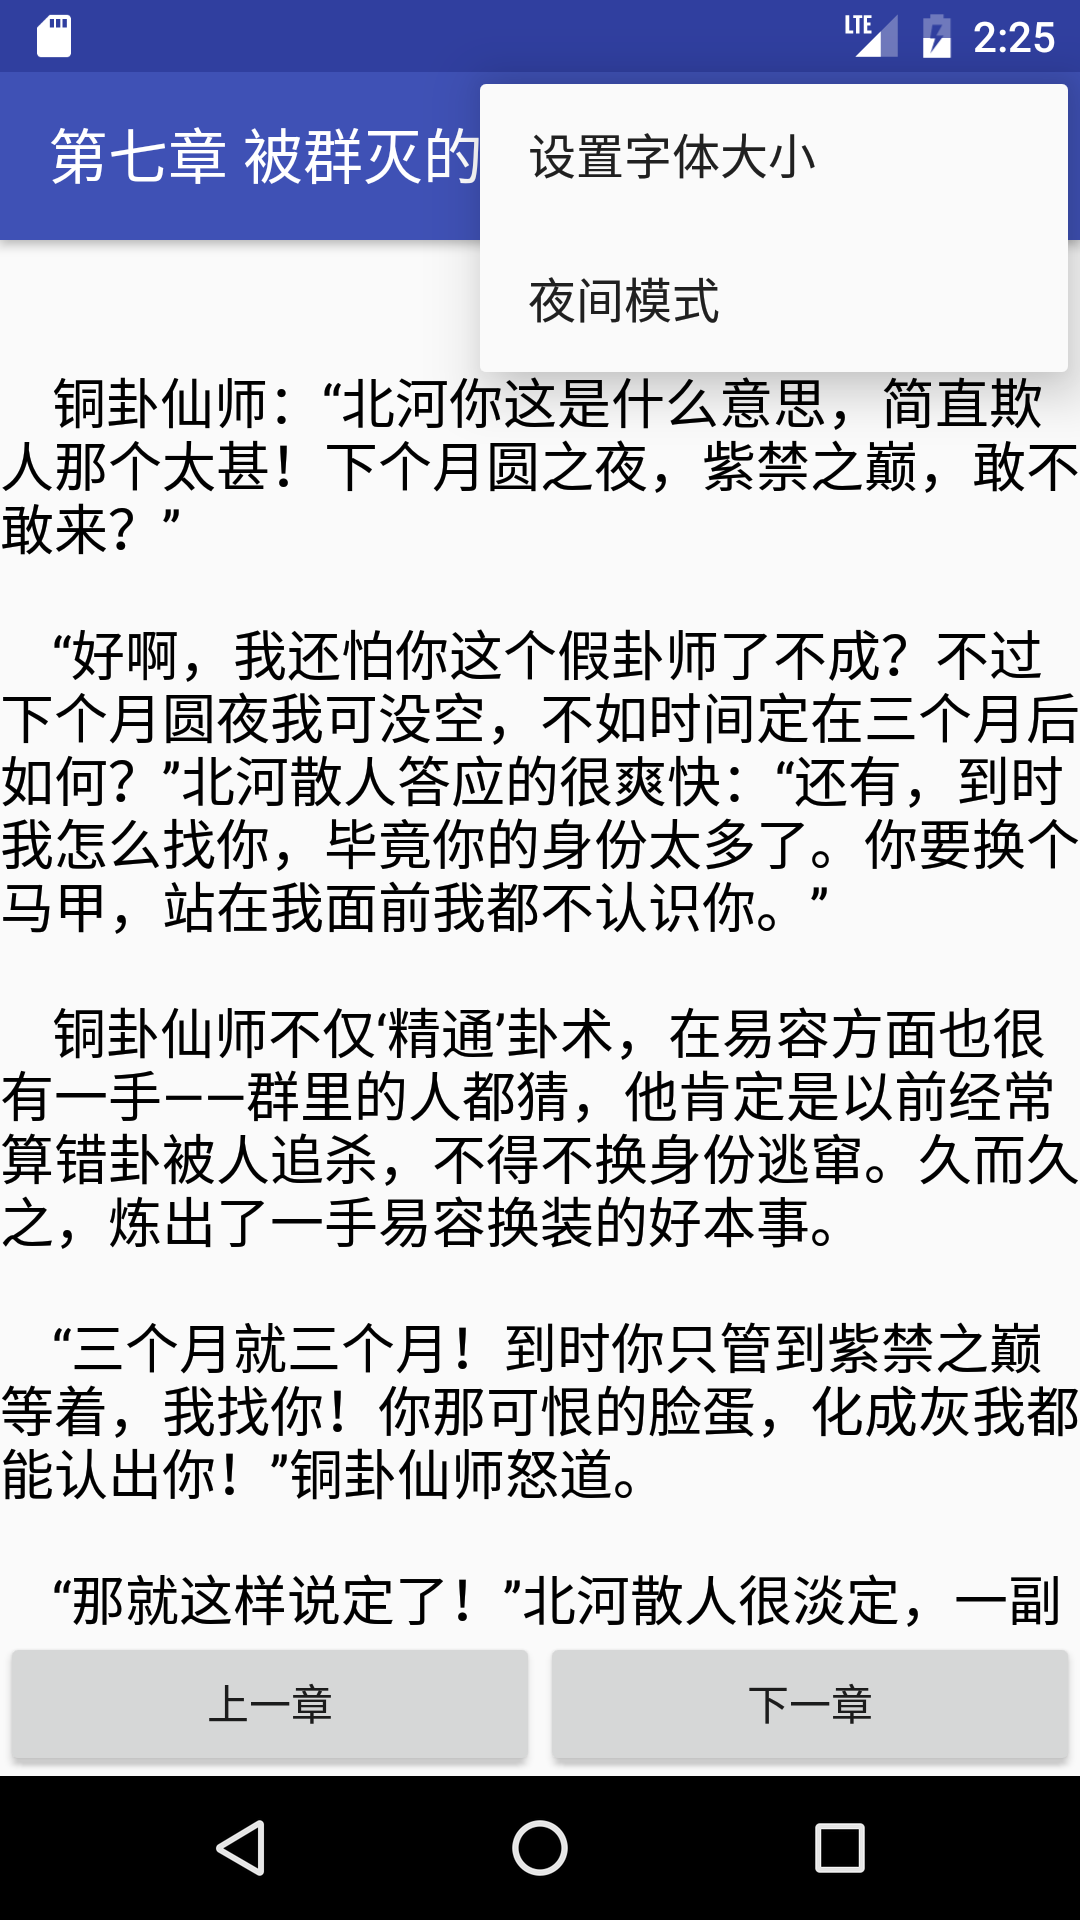 LTE 2:25
第七章 被群灭的
设置字体大小
夜间模式
铜卦仙师：“北河你这是什么意思，简直欺
人那个太甚！下个月圆之夜，紫禁之巅，敢不
敢来？”
“好啊，我还怕你这个假卦师了不成？不过
下个月圆夜我可没空，不如时间定在三个月后
如何？”北河散人答应的很爽快：“还有，到时
我怎么找你，毕竟你的身份太多了。你要换个
马甲，站在我面前我都不认识你。”
铜卦仙师不仅‘精通’卦术，在易容方面也很
有一手——群里的人都猜，他肯定是以前经常
算错卦被人追杀，不得不换身份逃窜。久而久
之，炼出了一手易容换装的好本事。
“三个月就三个月！到时你只管到紫禁之巅
等着，我找你！你那可恨的脸蛋，化成灰我都
能认出你！”铜卦仙师怒道。
“那就这样说定了！”北河散人很淡定，一副
上一章
下一章